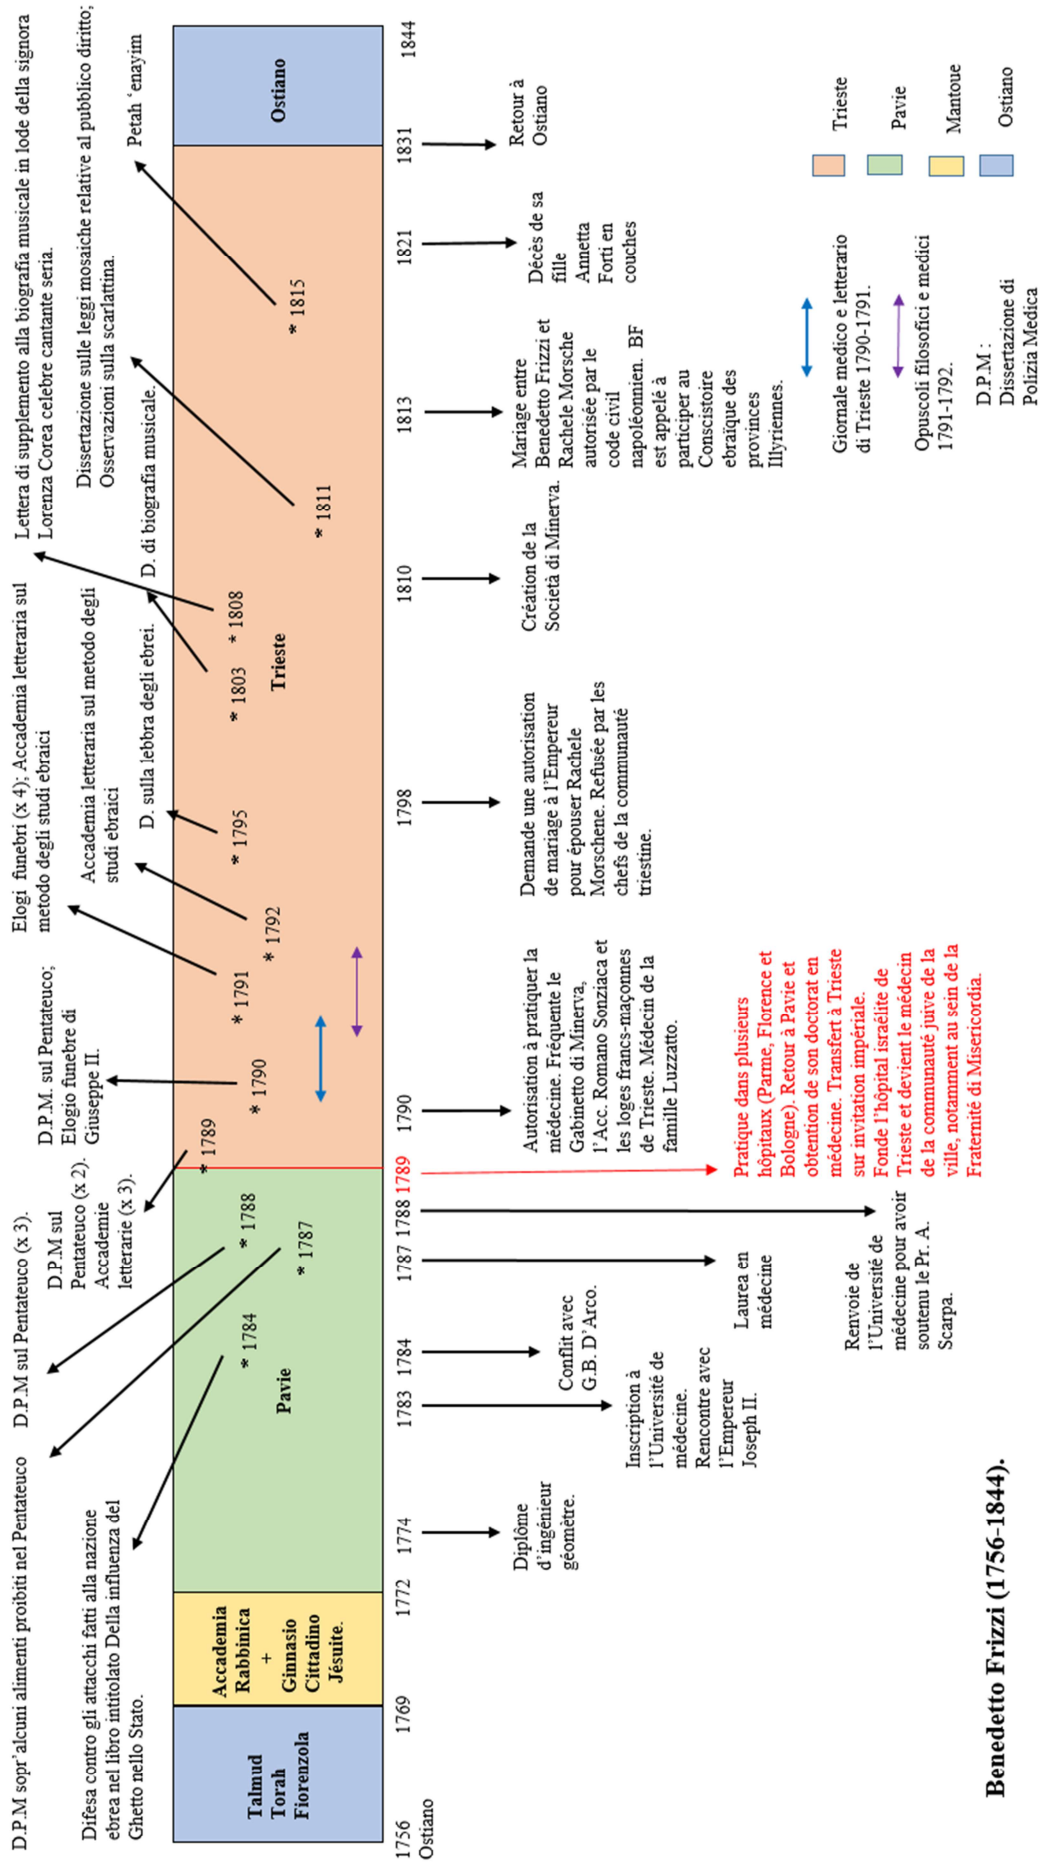 D.P.M sopr'alcuni alimenti proibiti nel Pentateuco
D.P.M sul Pentateuco (x 3).
Difesa contro gli attacchi fatti alla nazione
ebrea nel libro intitolato Della influenza del
Ghetto nello Stato.
D.P.M sul
Pentateuco (x 2).
Accademie
letterarie (x 3).
D.P.M. sul Pentateuco;
Elogio funebre di
Giuseppe II.
Elogi funebri (x 4); Accademia letteraria sul
metodo degli studi ebraici
Accademia letteraria sul metodo degli
studi ebraici
D. sulla lebbra degli ebrei.
D. di biografia musicale.
Lettera di supplemento alla biografia musicale in lode della signora
Lorenza Corea celebre cantante seria.
Dissertazione sulle leggi mosaiche relative al pubblico diritto;
Osservazioni sulla scarlattina.
Petah ‘enayim
Talmud
Torah
Fiorenzola
Accademia
Rabbinica
+
Ginnasio
Cittadino
Jésuite.
Pavie
* 1784
* 1787
* 1788
* 1789
* 1790
* 1791
* 1792
* 1795
* 1803
* 1808
Trieste
* 1811
* 1815
Ostiano
1756
Ostiano
1769
1772
1774
1783
1784
1787
1788
1789
1790
1798
1810
1813
1821
1831
1844
Diplôme
d'ingénieur
géomètre.
Inscription à
l'Université de
médecine.
Rencontre avec
l'Empereur
Joseph II.
Conflit avec
G.B. D'Arco.
Laurea en
médecine
Renvoie de
l'Université de
médecine pour avoir
soutenu le Pr. A.
Scarpa.
Pratique dans plusieurs
hôpitaux (Parme, Florence et
Bologne). Retour à Pavie et
obtention de son doctorat en
médecine. Transfert à Trieste
sur invitation impériale.
Fonde l'hôpital israélite de
Trieste et devient le médecin
de la communauté juive de la
ville, notamment au sein de la
Fraternité di Misericordia.
Autorisation à pratiquer la
médecine. Fréquente le
Gabinetto di Minerva,
l'Acc. Romano Sonziaca et
les loges francs-maçonnes
de Trieste. Médecin de la
famille Luzzatto.
Demande une autorisation
de mariage à l'Empereur
pour épouser Rachele
Morschene. Refusée par les
chefs de la communauté
triestine.
Création de la
Società di Minerva.
Mariage entre
Benedetto Frizzi et
Rachele Morsche
autorisée par le
code civil
napoléonnien. BF
est appelé à
participer au
Conscistoire
ebraïque des
provinces
Illyriennes.
Décès de sa
fille
Annetta
Forti en
couches
Retour à
Ostiano
Giornale medico e letterario
di Trieste 1790-1791.
Opuscoli filosofici e medici
1791-1792.
D.P.M :
Dissertazione di
Polizia Medica
Trieste
Pavie
Mantoue
Ostiano
Benedetto Frizzi (1756-1844).